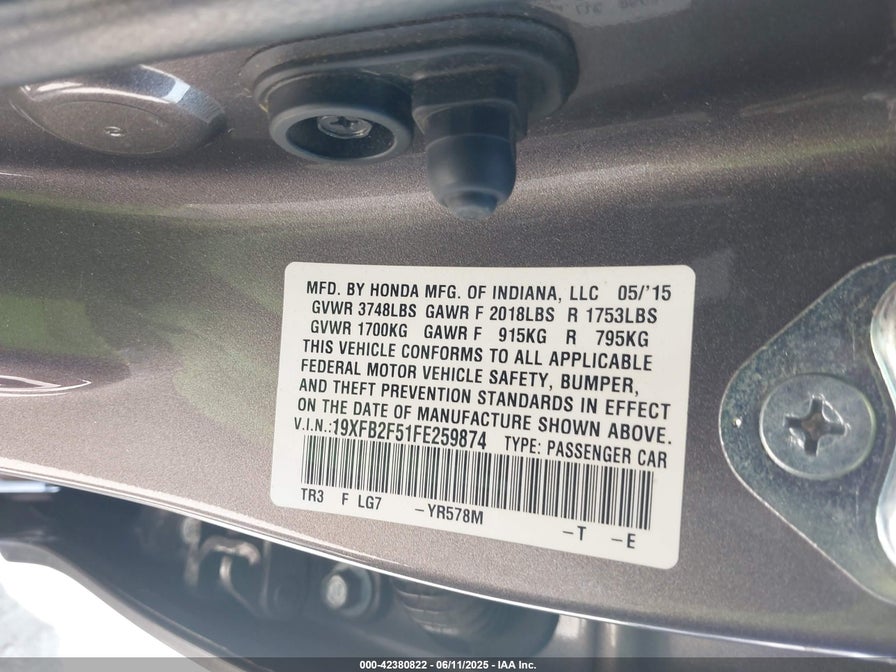 MFD. BY HONDA MFG. OF INDIANA, LLC 05/'15
GVWR 3748LBS GAWR F 2018LBS R 1753LBS
GVWR 1700KG GAWR F 915KG R 795KG
THIS VEHICLE CONFORMS TO ALL APPLICABLE
FEDERAL MOTOR VEHICLE SAFETY, BUMPER,
AND THEFT PREVENTION STANDARDS IN EFFECT
ON THE DATE OF MANUFACTURE SHOWN ABOVE.
V.I.N.:19XFB2F51FE259874 TYPE: PASSENGER CAR
TR3 F LG7 -YR578M -T -E
000-42380822 - 06/11/2025 - IAA Inc.